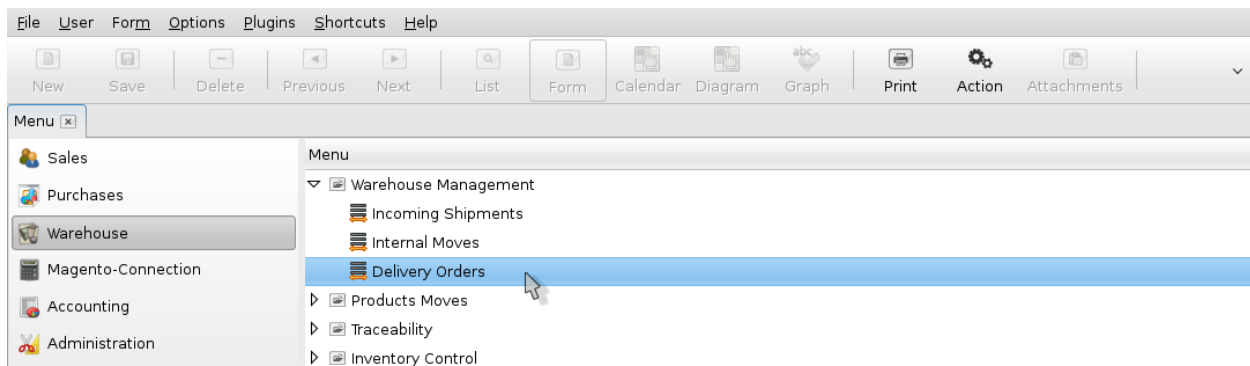 File User Form Options Plugins Shortcuts Help
New Save Delete Previous Next List Form Calendar Diagram abc Graph Print Action Attachments
Menu
Sales
Purchases
Warehouse
Magento-Connection
Accounting
Administration
Menu
Warehouse Management
Incoming Shipments
Internal Moves
Delivery Orders
Products Moves
Traceability
Inventory Control